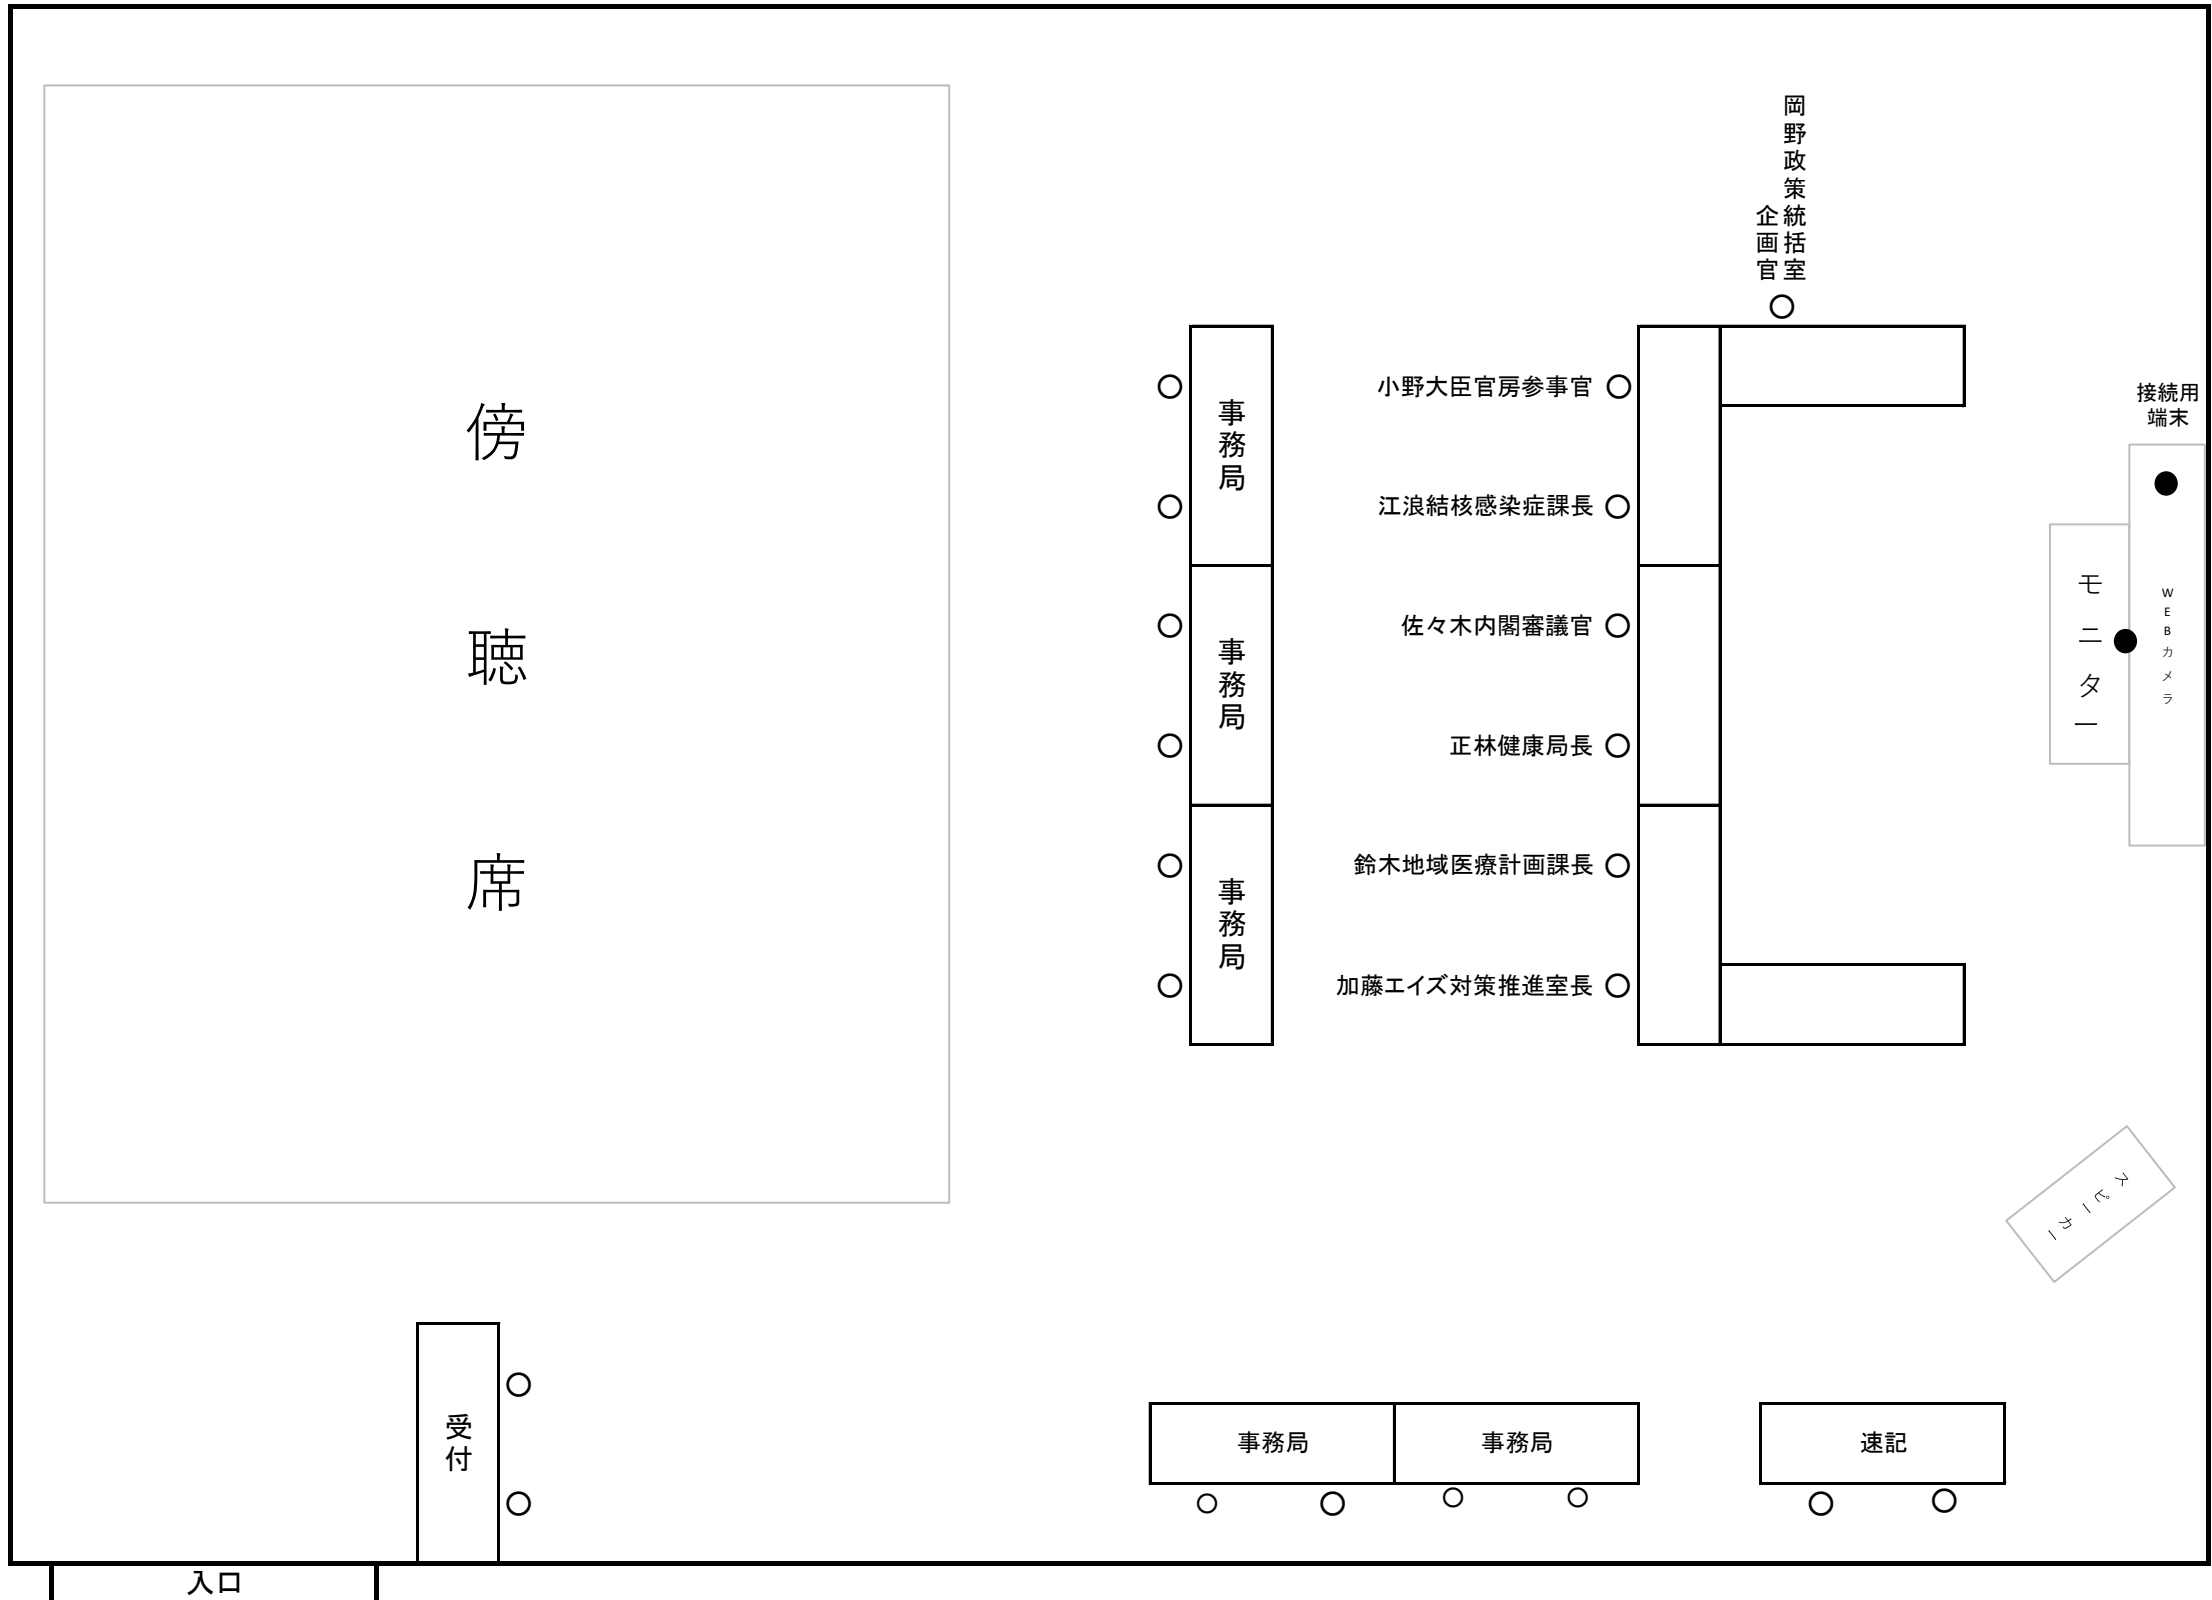 傍聴席
岡野政策統括室
企画官
小野大臣官房参事官
江浪結核感染症課長
佐々木内閣審議官
正林健康局長
鈴木地域医療計画課長
加藤エイズ対策推進室長
事務局
事務局
事務局
接続用
端末
モニター
WEBカメラ
スピーカー
受付
事務局
事務局
速記
入口